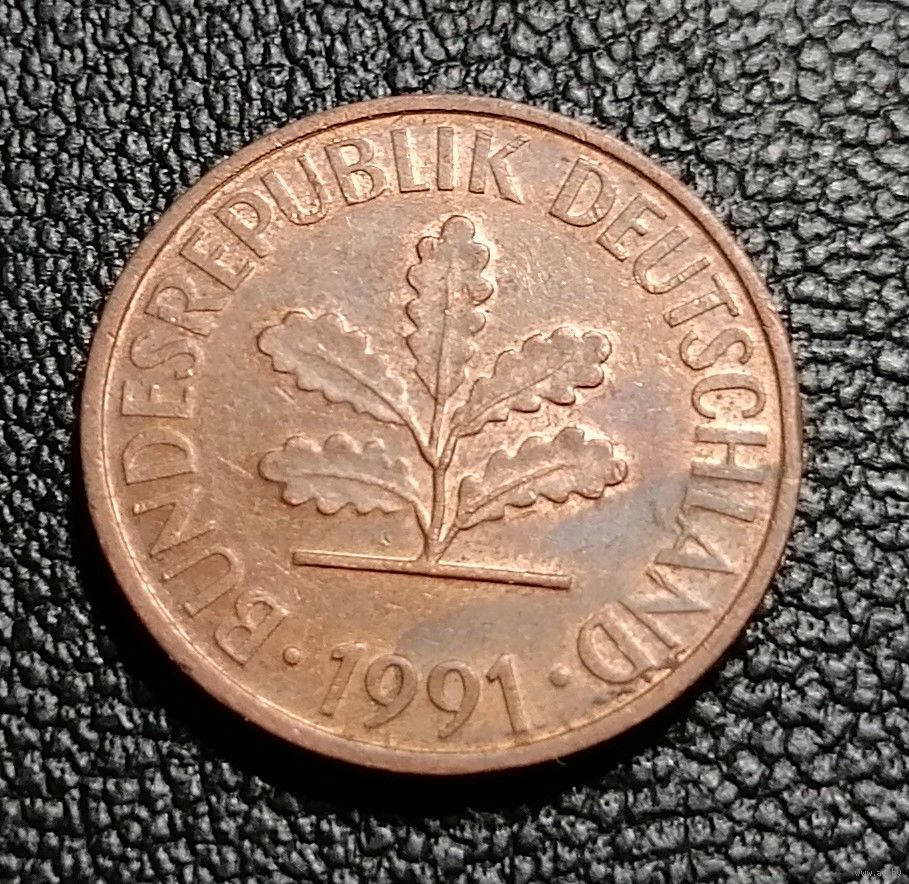 BUNDESREPUBLIK DEUTSCHLAND
· 1991 ·